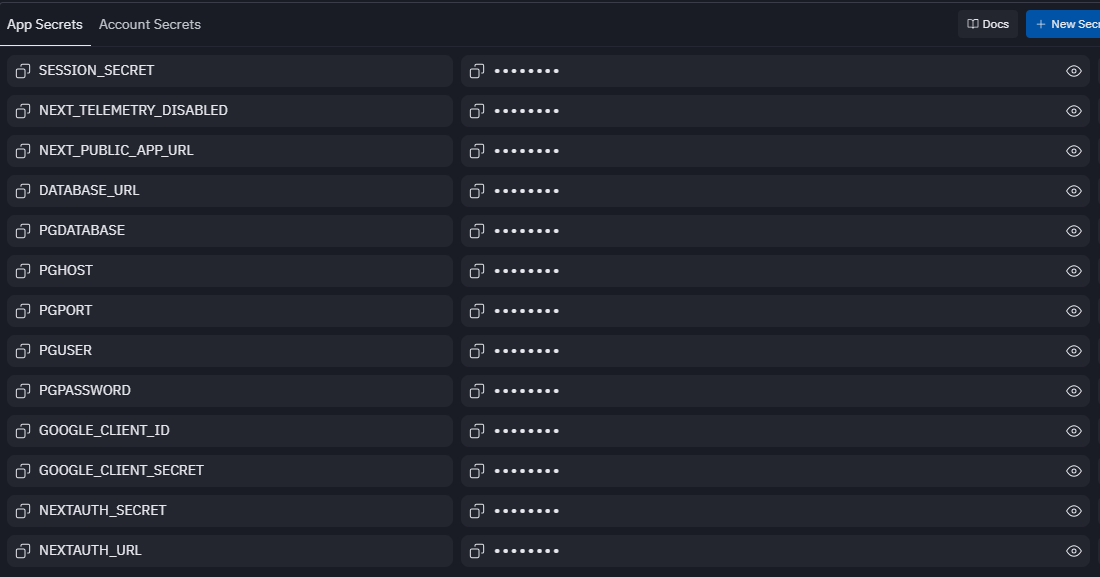 App Secrets Account Secrets Docs + New Secr
SESSION_SECRET ••••••••
NEXT_TELEMETRY_DISABLED ••••••••
NEXT_PUBLIC_APP_URL ••••••••
DATABASE_URL ••••••••
PGDATABASE ••••••••
PGHOST ••••••••
PGPORT ••••••••
PGUSER ••••••••
PGPASSWORD ••••••••
GOOGLE_CLIENT_ID ••••••••
GOOGLE_CLIENT_SECRET ••••••••
NEXTAUTH_SECRET ••••••••
NEXTAUTH_URL ••••••••